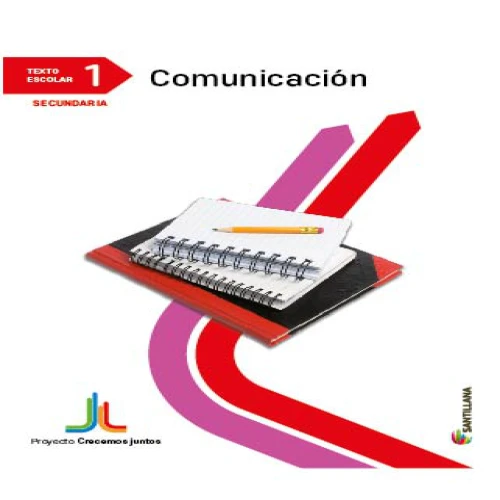 TEXTO
ESCOLAR 1
SECUNDARIA
Comunicación
SANTILLANA
Proyecto Crecemos juntos